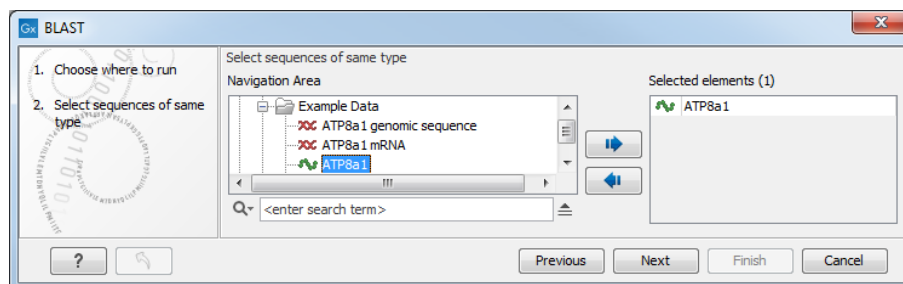 Gx BLAST
1. Choose where to run
2. Select sequences of same
type
Select sequences of same type
Navigation Area
Example Data
ATP8a1 genomic sequence
ATP8a1 mRNA
ATP8a1
<enter search term>
Selected elements (1)
ATP8a1
?
Previous
Next
Finish
Cancel